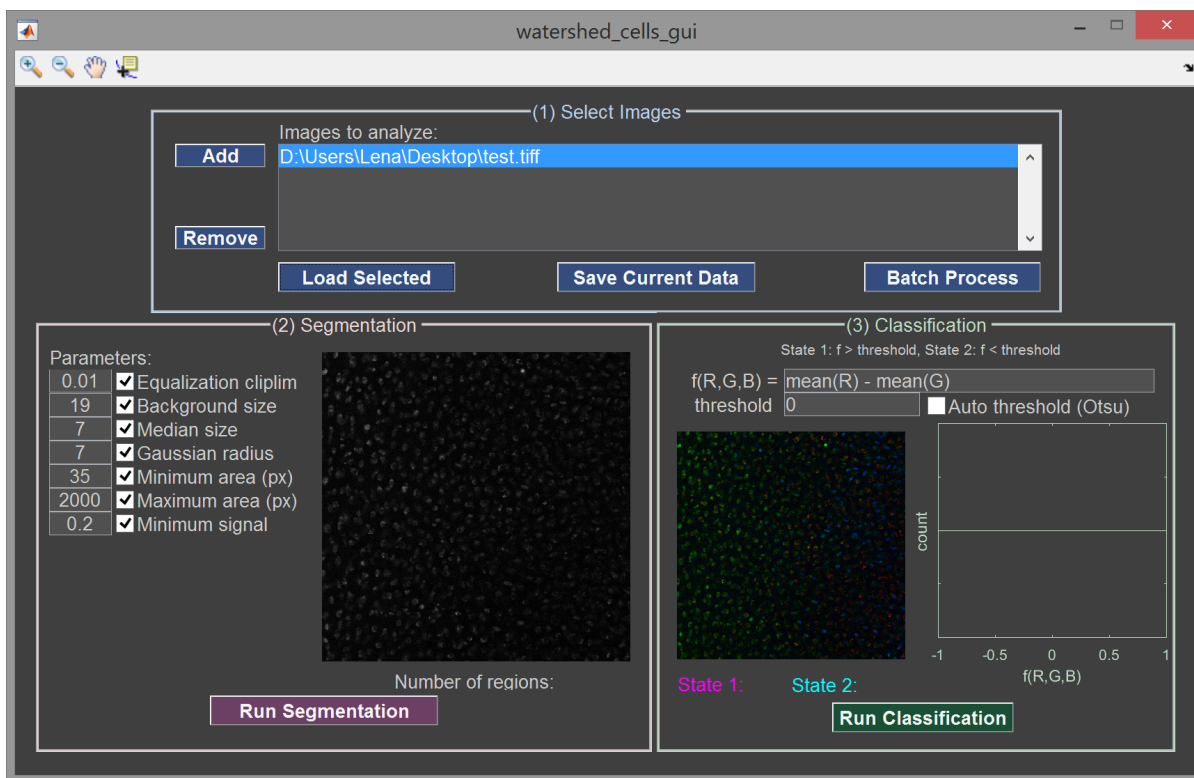 watershed_cells_gui
(1) Select Images
Images to analyze:
Add
D:\Users\Lena\Desktop\test.tiff
Remove
Load Selected
Save Current Data
Batch Process
(2) Segmentation
Parameters:
0.01 Equalization cliplim
19 Background size
7 Median size
7 Gaussian radius
35 Minimum area (px)
2000 Maximum area (px)
0.2 Minimum signal
Number of regions:
Run Segmentation
(3) Classification
State 1: f > threshold, State 2: f < threshold
f(R,G,B) = mean(R) - mean(G)
threshold 0 Auto threshold (Otsu)
count
-1 -0.5 0 0.5 1
f(R,G,B)
State 1: State 2:
Run Classification